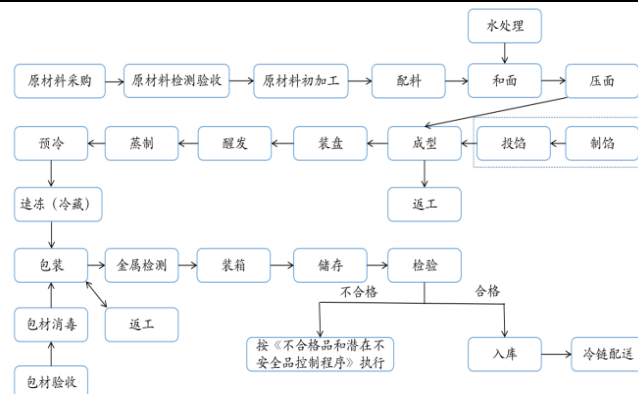 水处理
原材料采购
原材料检测验收
原材料初加工
配料
和面
压面
预冷
蒸制
醒发
装盘
成型
投馅
制馅
速冻（冷藏）
返工
包装
金属检测
装箱
储存
检验
不合格
合格
包材消毒
返工
按《不合格品和潜在不
安全品控制程序》执行
入库
冷链配送
包材验收